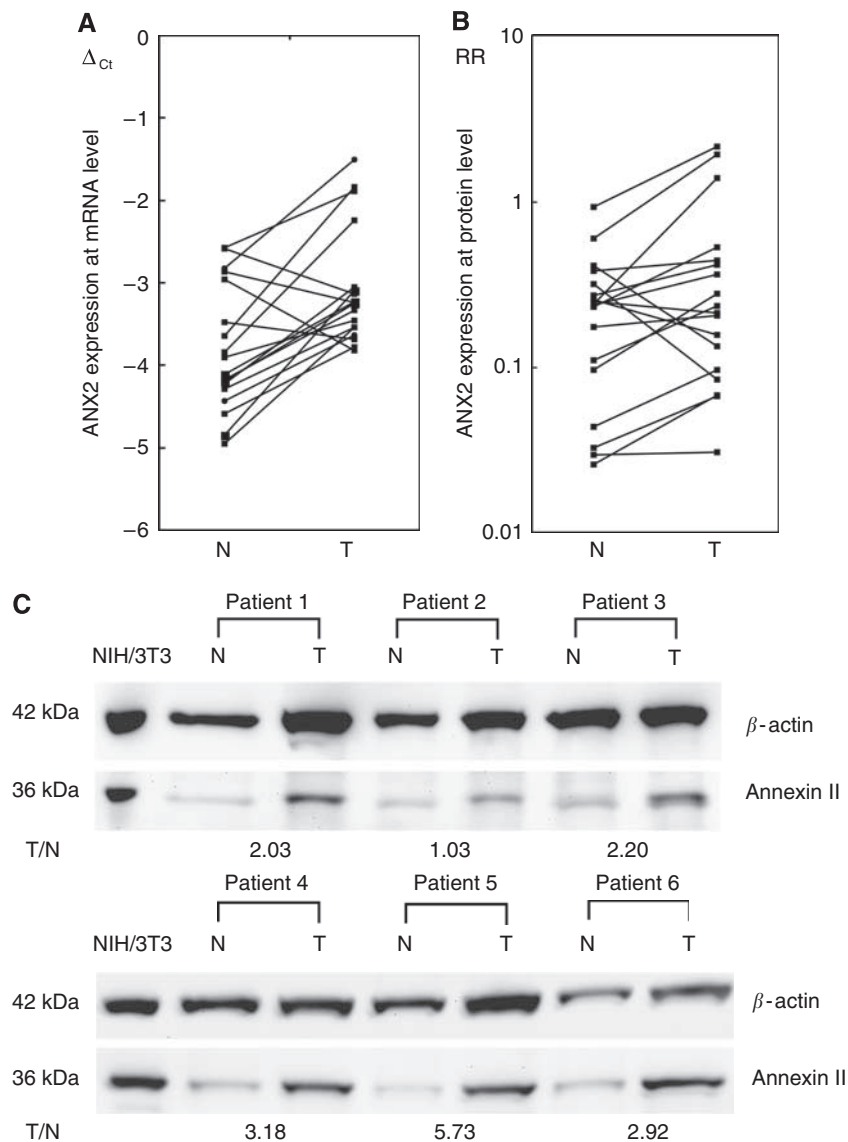 A
Δ Ct
ANX2 expression at mRNA level
0
−1
−2
−3
−4
−5
−6
N T
B
RR
ANX2 expression at protein level
10
1
0.1
0.01
N T
C
Patient 1 Patient 2 Patient 3
NIH/3T3 N T N T N T
42 kDa β-actin
36 kDa Annexin II
T/N 2.03 1.03 2.20
Patient 4 Patient 5 Patient 6
NIH/3T3 N T N T N T
42 kDa β-actin
36 kDa Annexin II
T/N 3.18 5.73 2.92